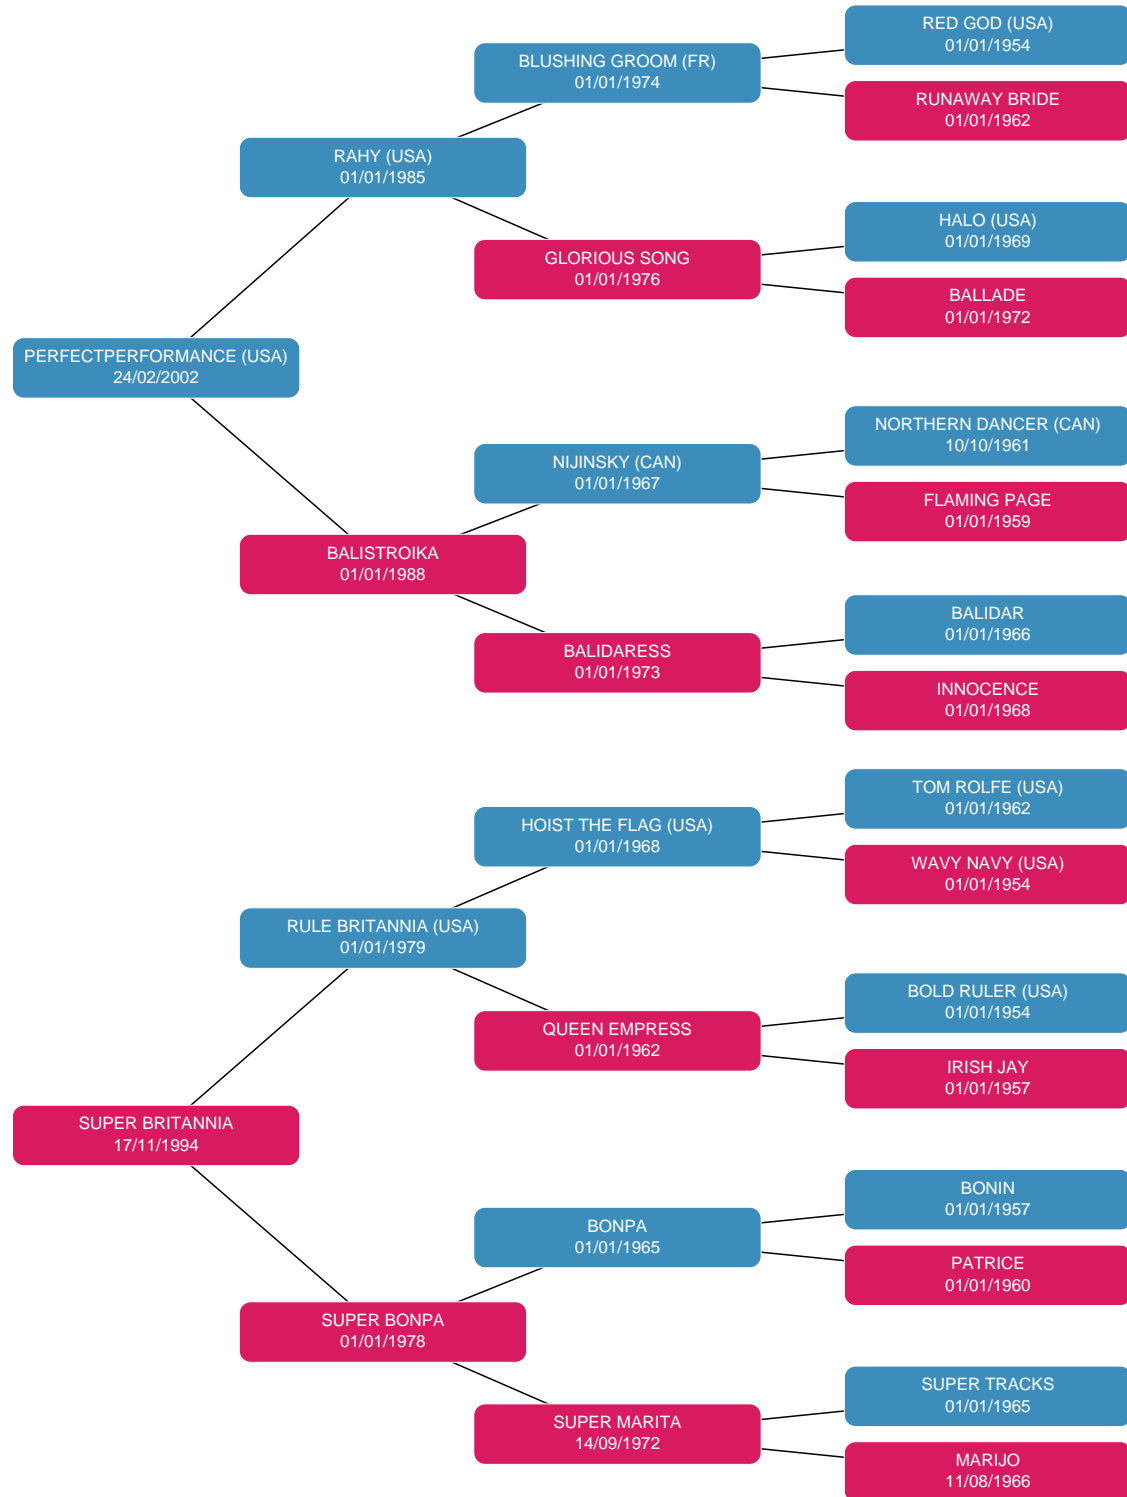 RED GOD (USA)
01/01/1954
BLUSHING GROOM (FR)
01/01/1974
RUNAWAY BRIDE
01/01/1962
RAHY (USA)
01/01/1985
HALO (USA)
01/01/1969
GLORIOUS SONG
01/01/1976
BALLADE
01/01/1972
PERFECTPERFORMANCE (USA)
24/02/2002
NORTHERN DANCER (CAN)
10/10/1961
NIJINSKY (CAN)
01/01/1967
FLAMING PAGE
01/01/1959
BALISTROIKA
01/01/1988
BALIDAR
01/01/1966
BALIDARESS
01/01/1973
INNOCENCE
01/01/1968
TOM ROLFE (USA)
01/01/1962
HOIST THE FLAG (USA)
01/01/1968
WAVY NAVY (USA)
01/01/1954
RULE BRITANNIA (USA)
01/01/1979
BOLD RULER (USA)
01/01/1954
QUEEN EMPRESS
01/01/1962
IRISH JAY
01/01/1957
SUPER BRITANNIA
17/11/1994
BONIN
01/01/1957
BONPA
01/01/1965
PATRICE
01/01/1960
SUPER BONPA
01/01/1978
SUPER TRACKS
01/01/1965
SUPER MARITA
14/09/1972
MARIJO
11/08/1966